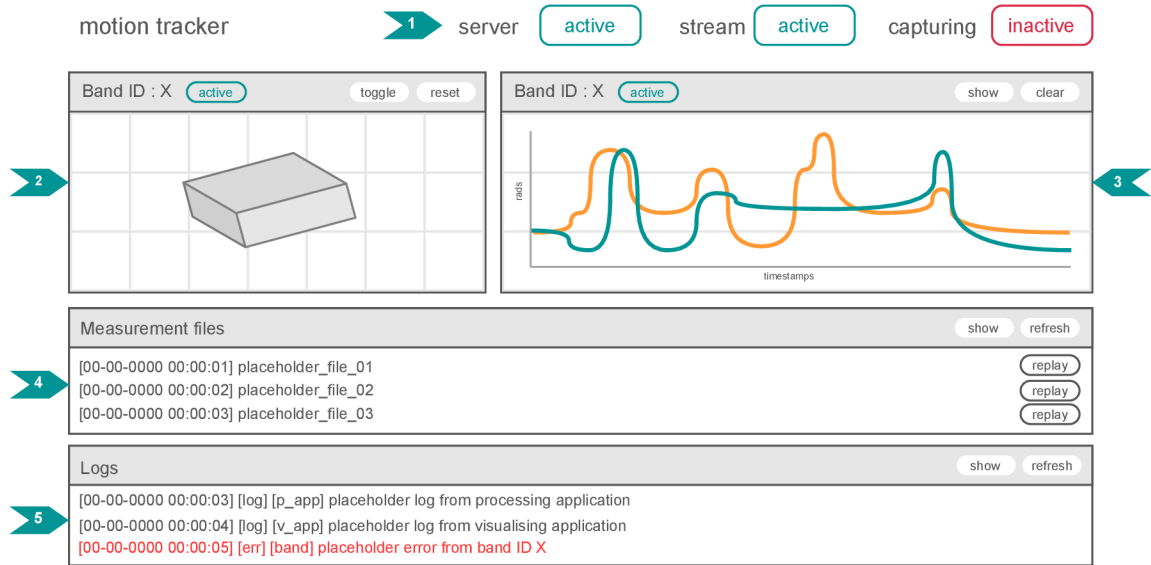 motion tracker 1 server active stream active capturing inactive
Band ID : X active toggle reset
Band ID : X active show clear
2
rads
timestamps
3
Measurement files show refresh
4
[00-00-0000 00:00:01] placeholder_file_01 replay
[00-00-0000 00:00:02] placeholder_file_02 replay
[00-00-0000 00:00:03] placeholder_file_03 replay
Logs show refresh
5
[00-00-0000 00:00:03] [log] [p_app] placeholder log from processing application
[00-00-0000 00:00:04] [log] [v_app] placeholder log from visualising application
[00-00-0000 00:00:05] [err] [band] placeholder error from band ID X